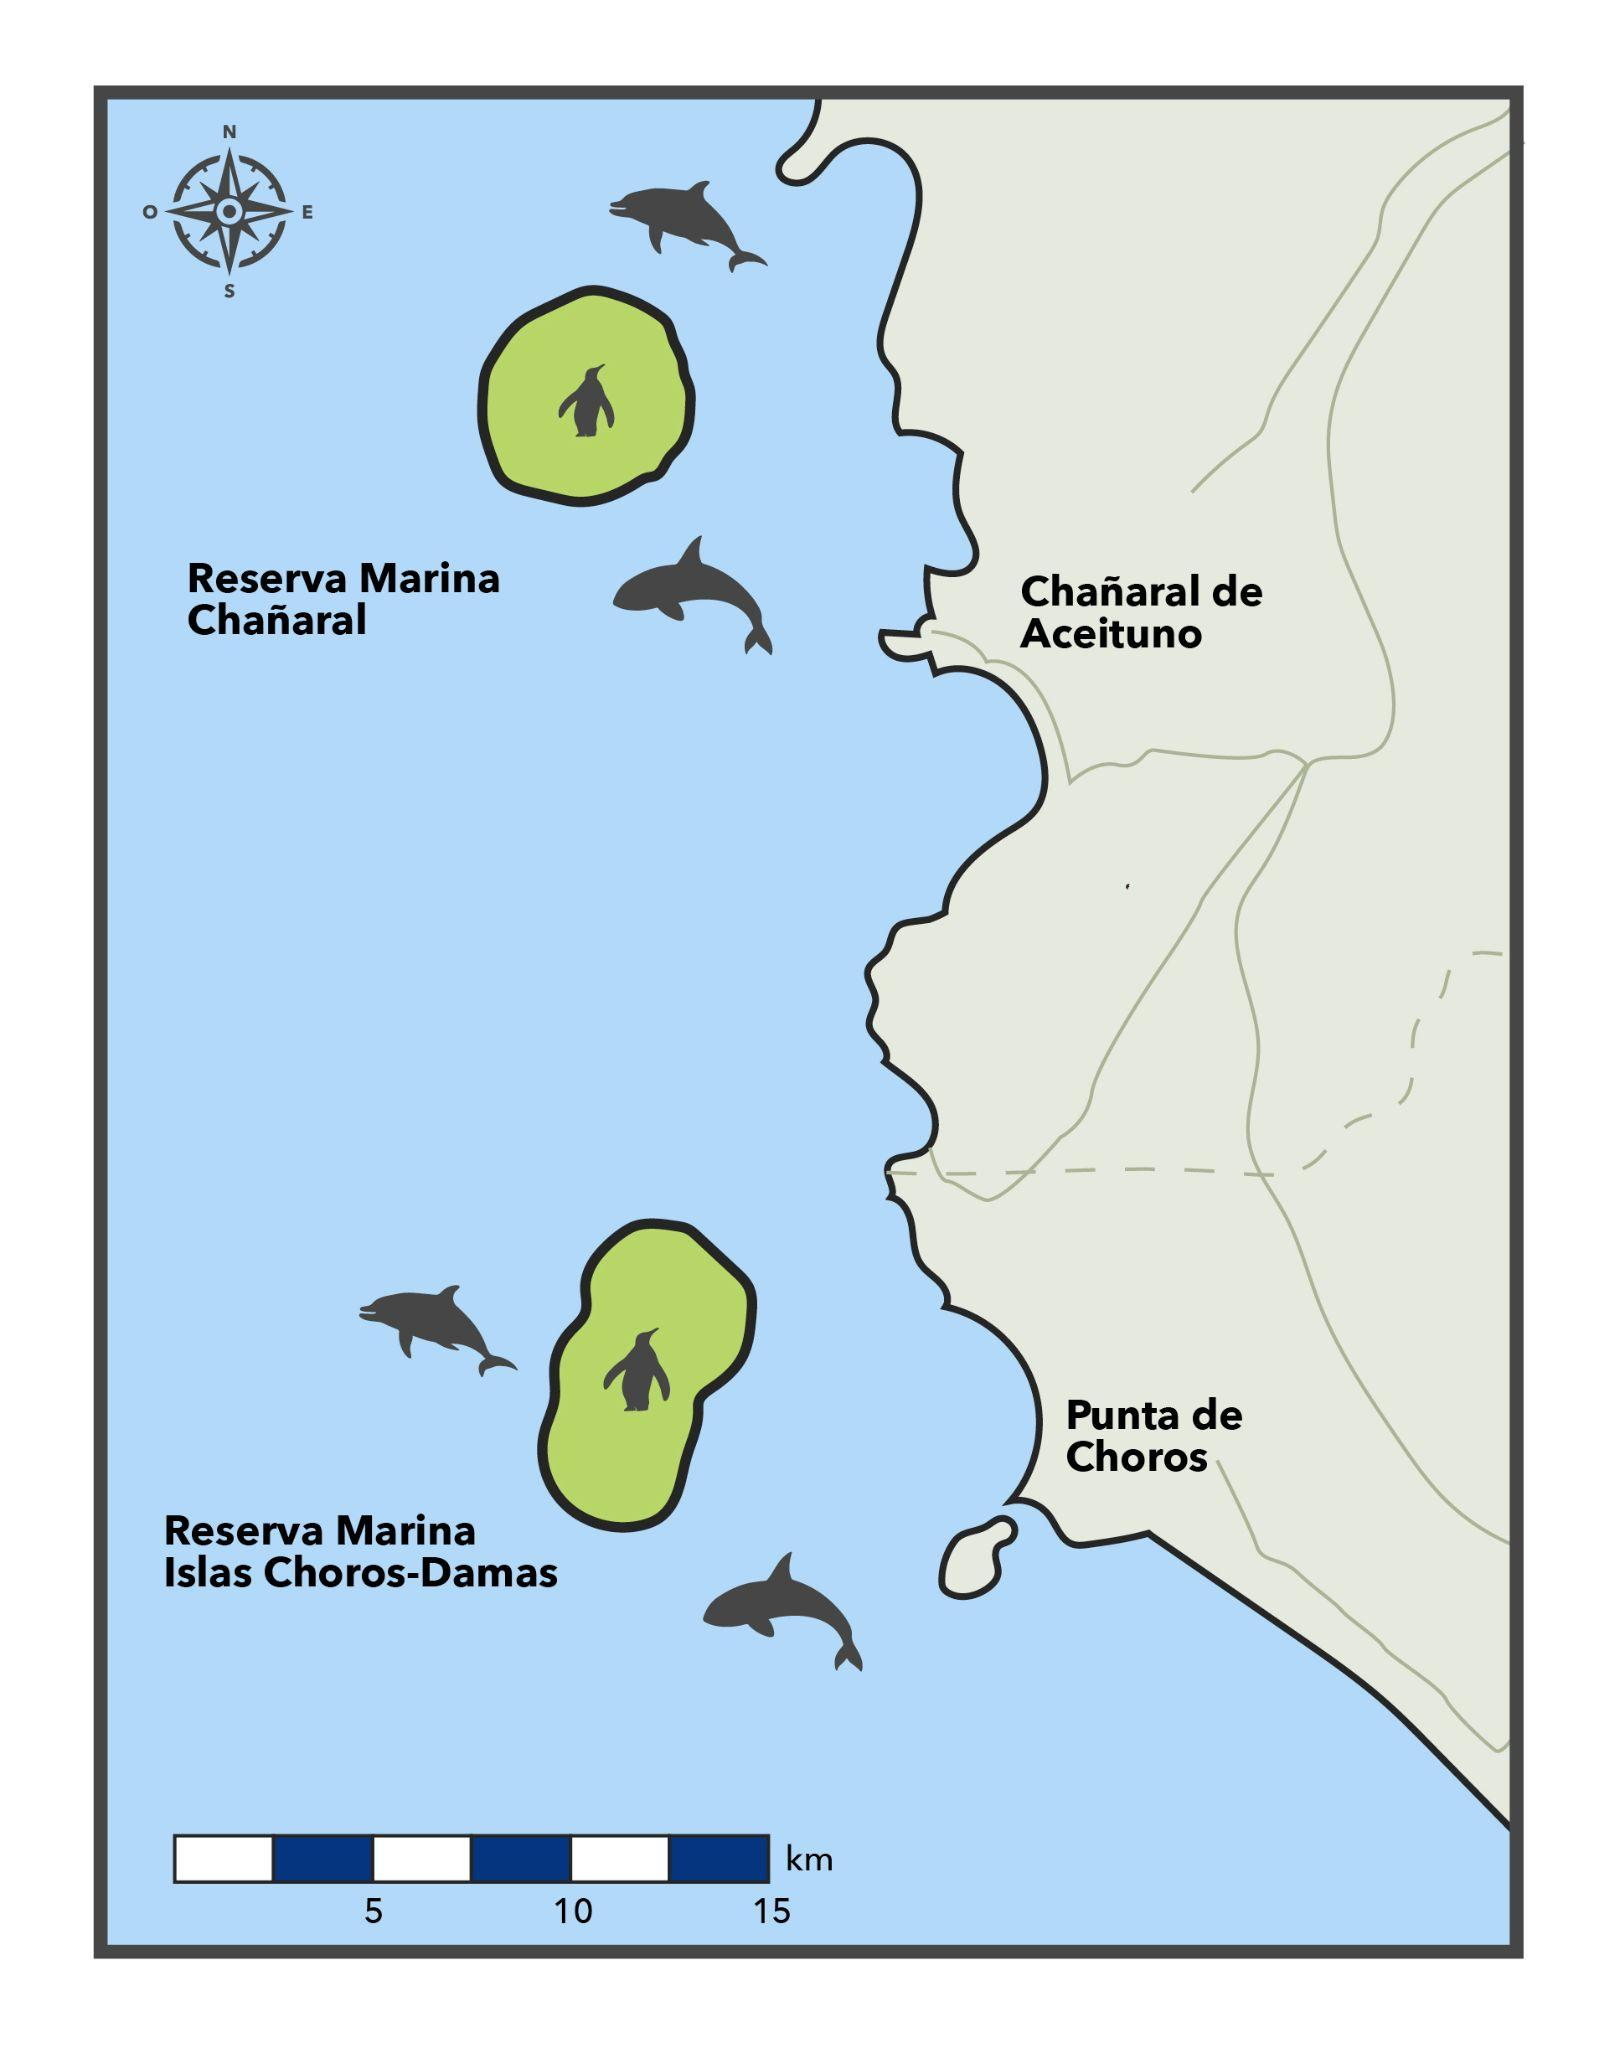 N
O
E
S
Reserva Marina
Chañaral
Chañaral de
Aceituno
Punta de
Choros
Reserva Marina
Islas Choros-Damas
km
5
10
15